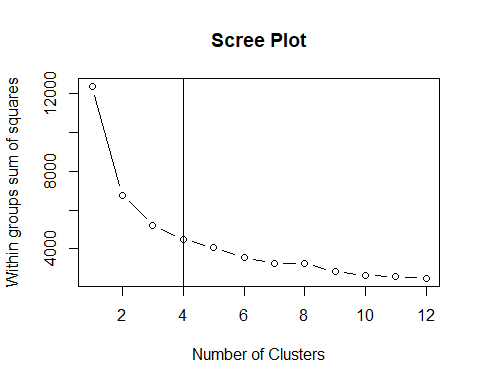 Scree Plot
Within groups sum of squares
12000
8000
4000
2 4 6 8 10 12
Number of Clusters